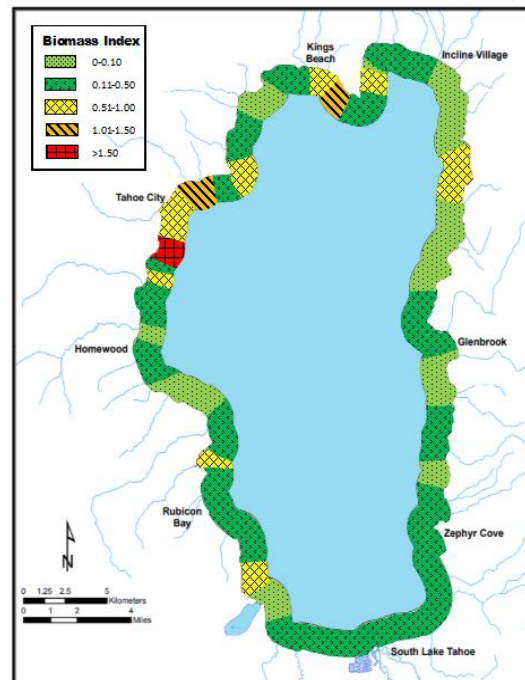 Biomass Index
0-0.10
0.11-0.50
0.51-1.00
1.01-1.50
>1.50
Kings
Beach
Incline Village
Tahoe City
Homewood
Glenbrook
Rubicon
Bay
Zephyr Cove
South Lake Tahoe
N
0 1.25 2.5 5
Kilometers
0 1 2 4
Miles